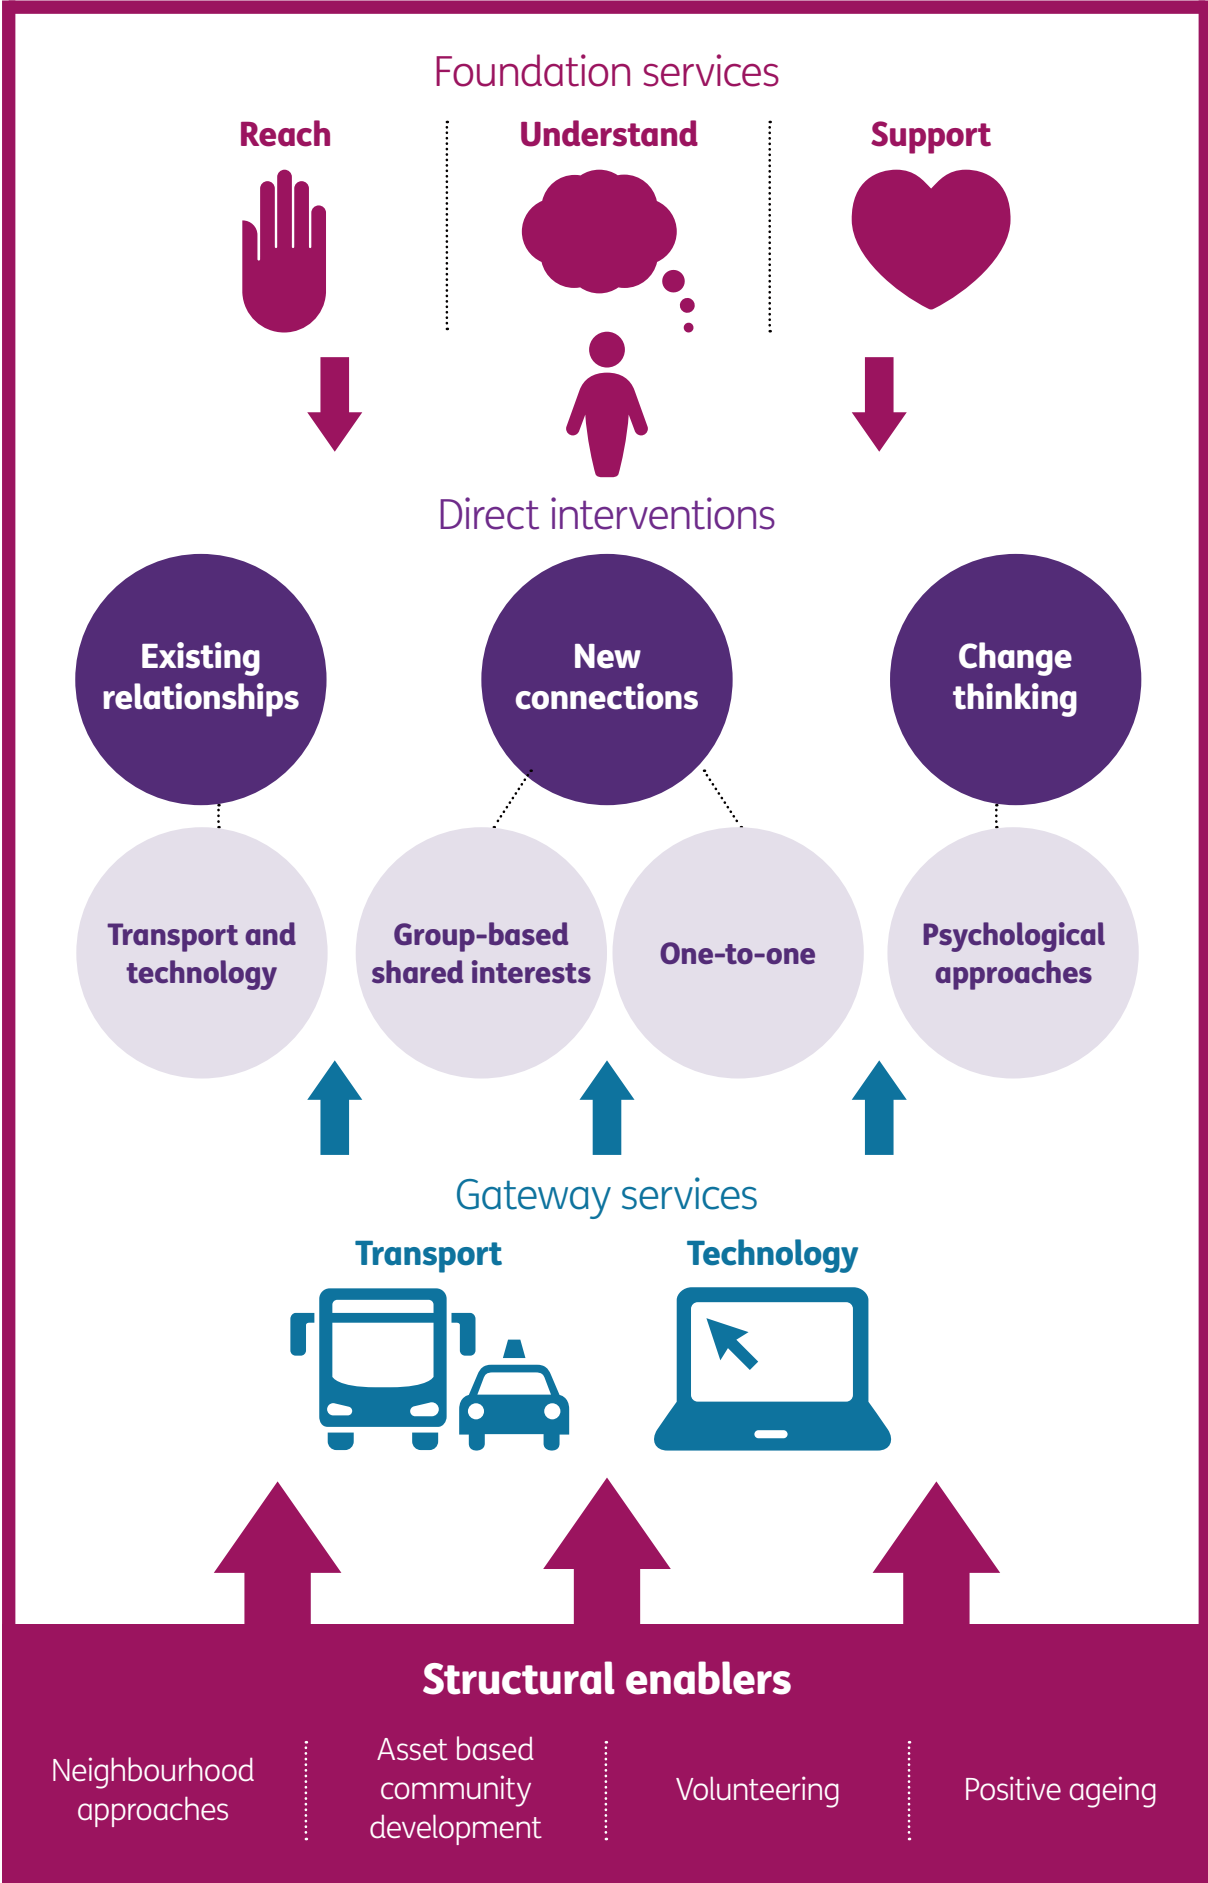 Foundation services
Reach
Understand
Support
Direct interventions
Existing
relationships
New
connections
Change
thinking
Transport and
technology
Group-based
shared interests
One-to-one
Psychological
approaches
Gateway services
Transport
Technology
Structural enablers
Neighbourhood
approaches
Asset based
community
development
Volunteering
Positive ageing